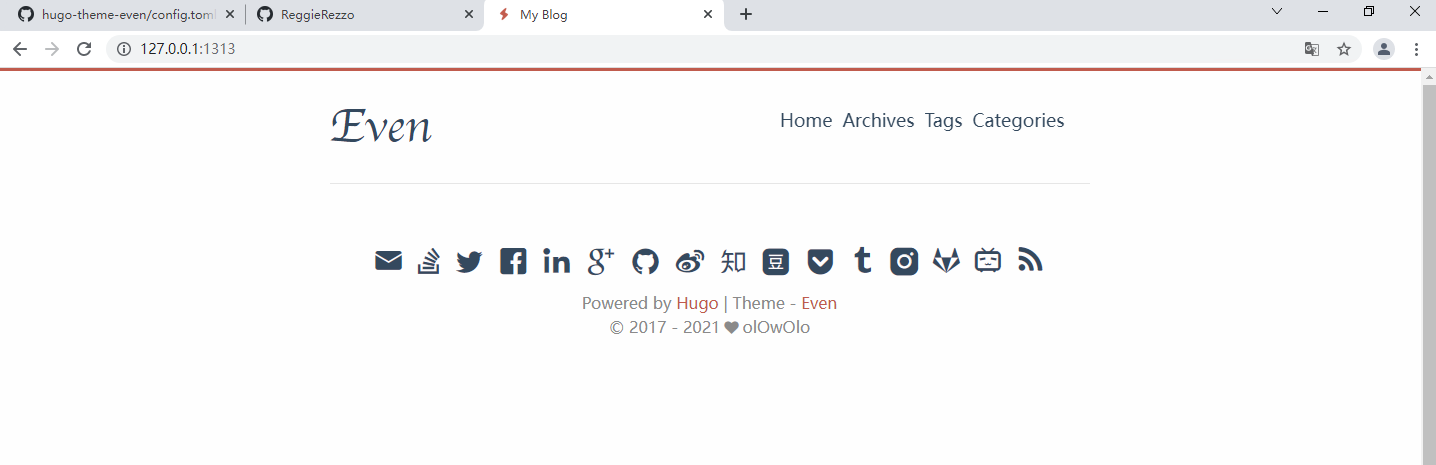 hugo-theme-even/config.toml
ReggieRezzo
My Blog
127.0.0.1:1313
Even
Home Archives Tags Categories
知 豆
Powered by Hugo | Theme - Even
© 2017 - 2021 olOwOlo